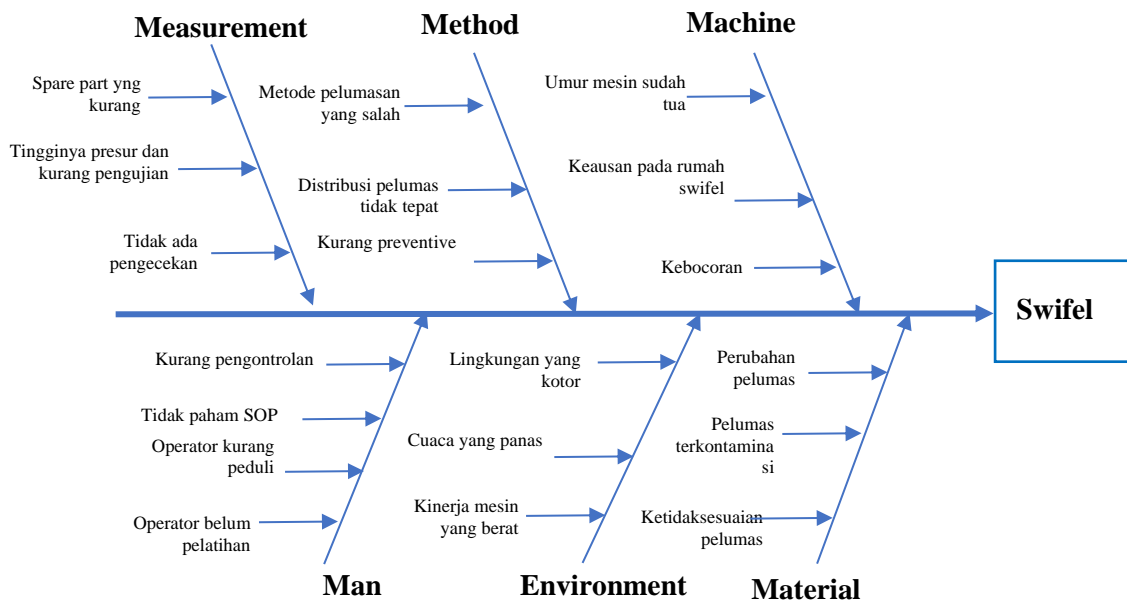 Measurement
Method
Machine
Spare part yng
kurang
Metode pelumasan
yang salah
Umur mesin sudah
tua
Tingginya presur dan
kurang pengujian
Distribusi pelumas
tidak tepat
Keausan pada rumah
swifel
Tidak ada
pengecekan
Kurang preventive
Kebocoran
Swifel
Kurang pengontrolan
Tidak paham SOP
Operator kurang
peduli
Operator belum
pelatihan
Lingkungan yang
kotor
Cuaca yang panas
Kinerja mesin
yang berat
Perubahan
pelumas
Pelumas
terkontamina
si
Ketidaksesuaian
pelumas
Man
Environment
Material